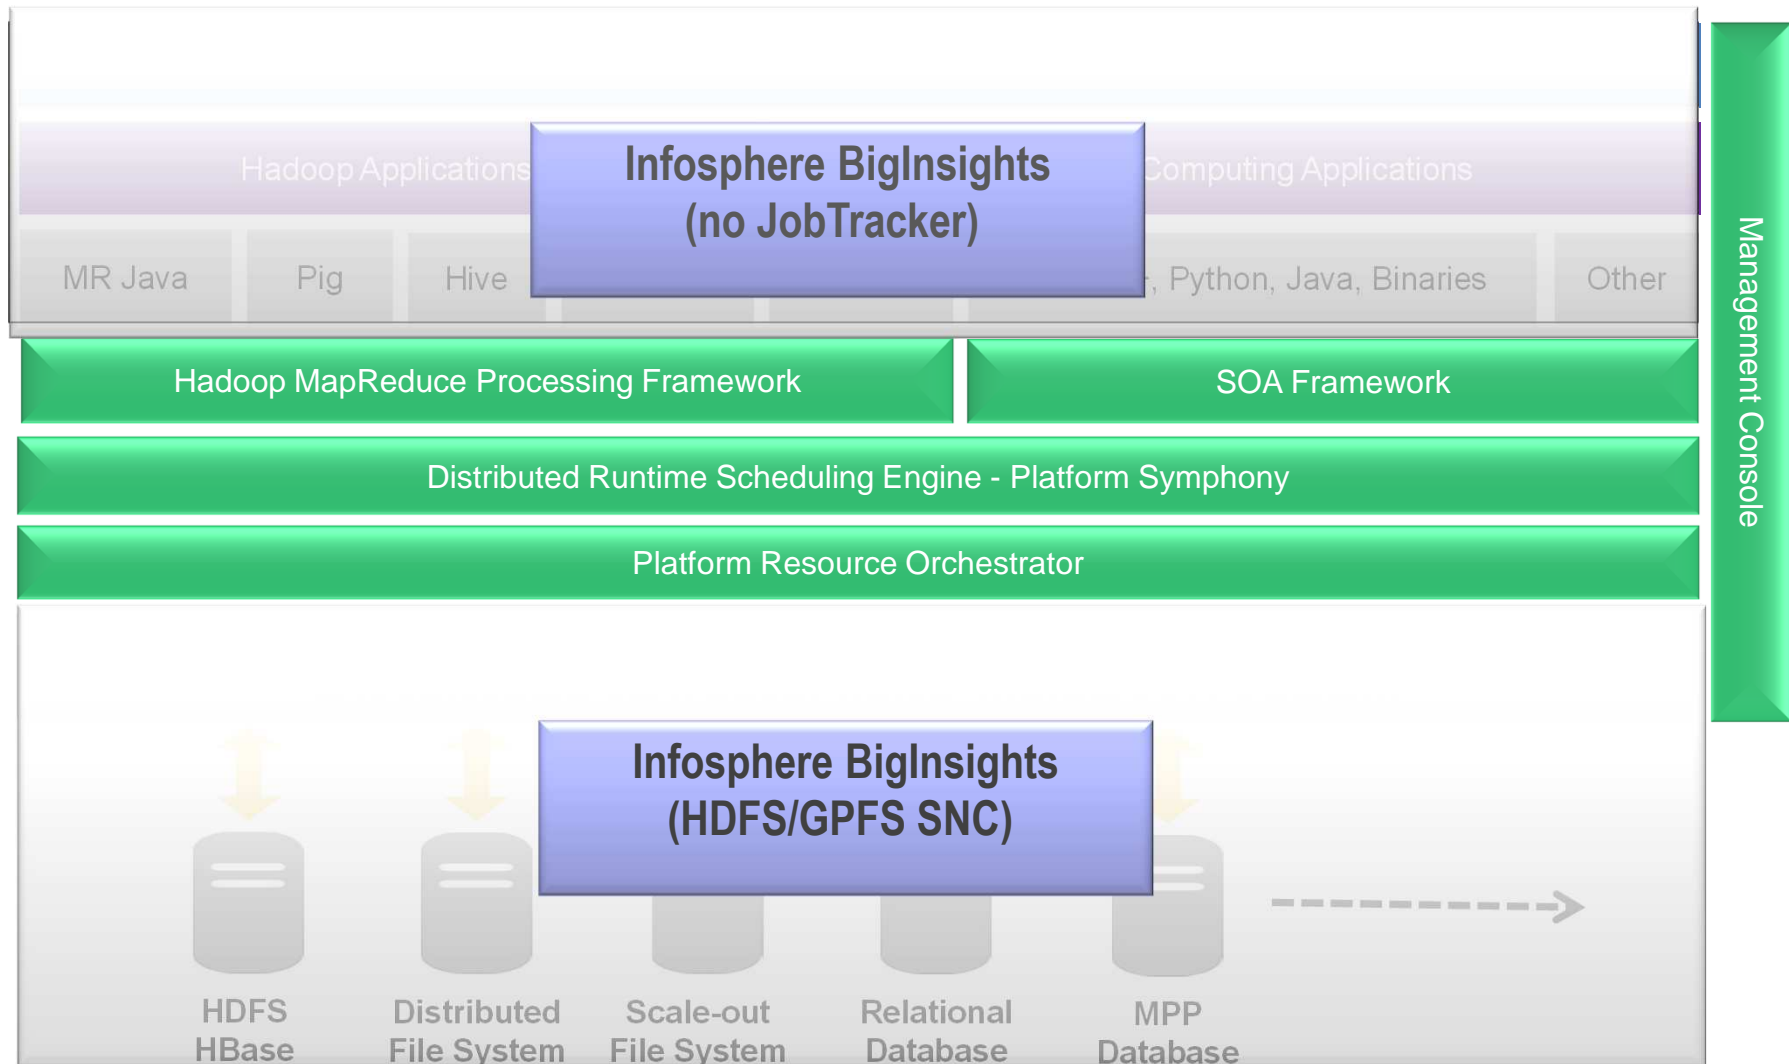 Hadoop Applications
Infosphere BigInsights
(no JobTracker)
Computing Applications
MR Java
Pig
Hive
, Python, Java, Binaries
Other
Management Console
Hadoop MapReduce Processing Framework
SOA Framework
Distributed Runtime Scheduling Engine - Platform Symphony
Platform Resource Orchestrator
Infosphere BigInsights
(HDFS/GPFS SNC)
HDFS
HBase
Distributed
File System
Scale-out
File System
Relational
Database
MPP
Database